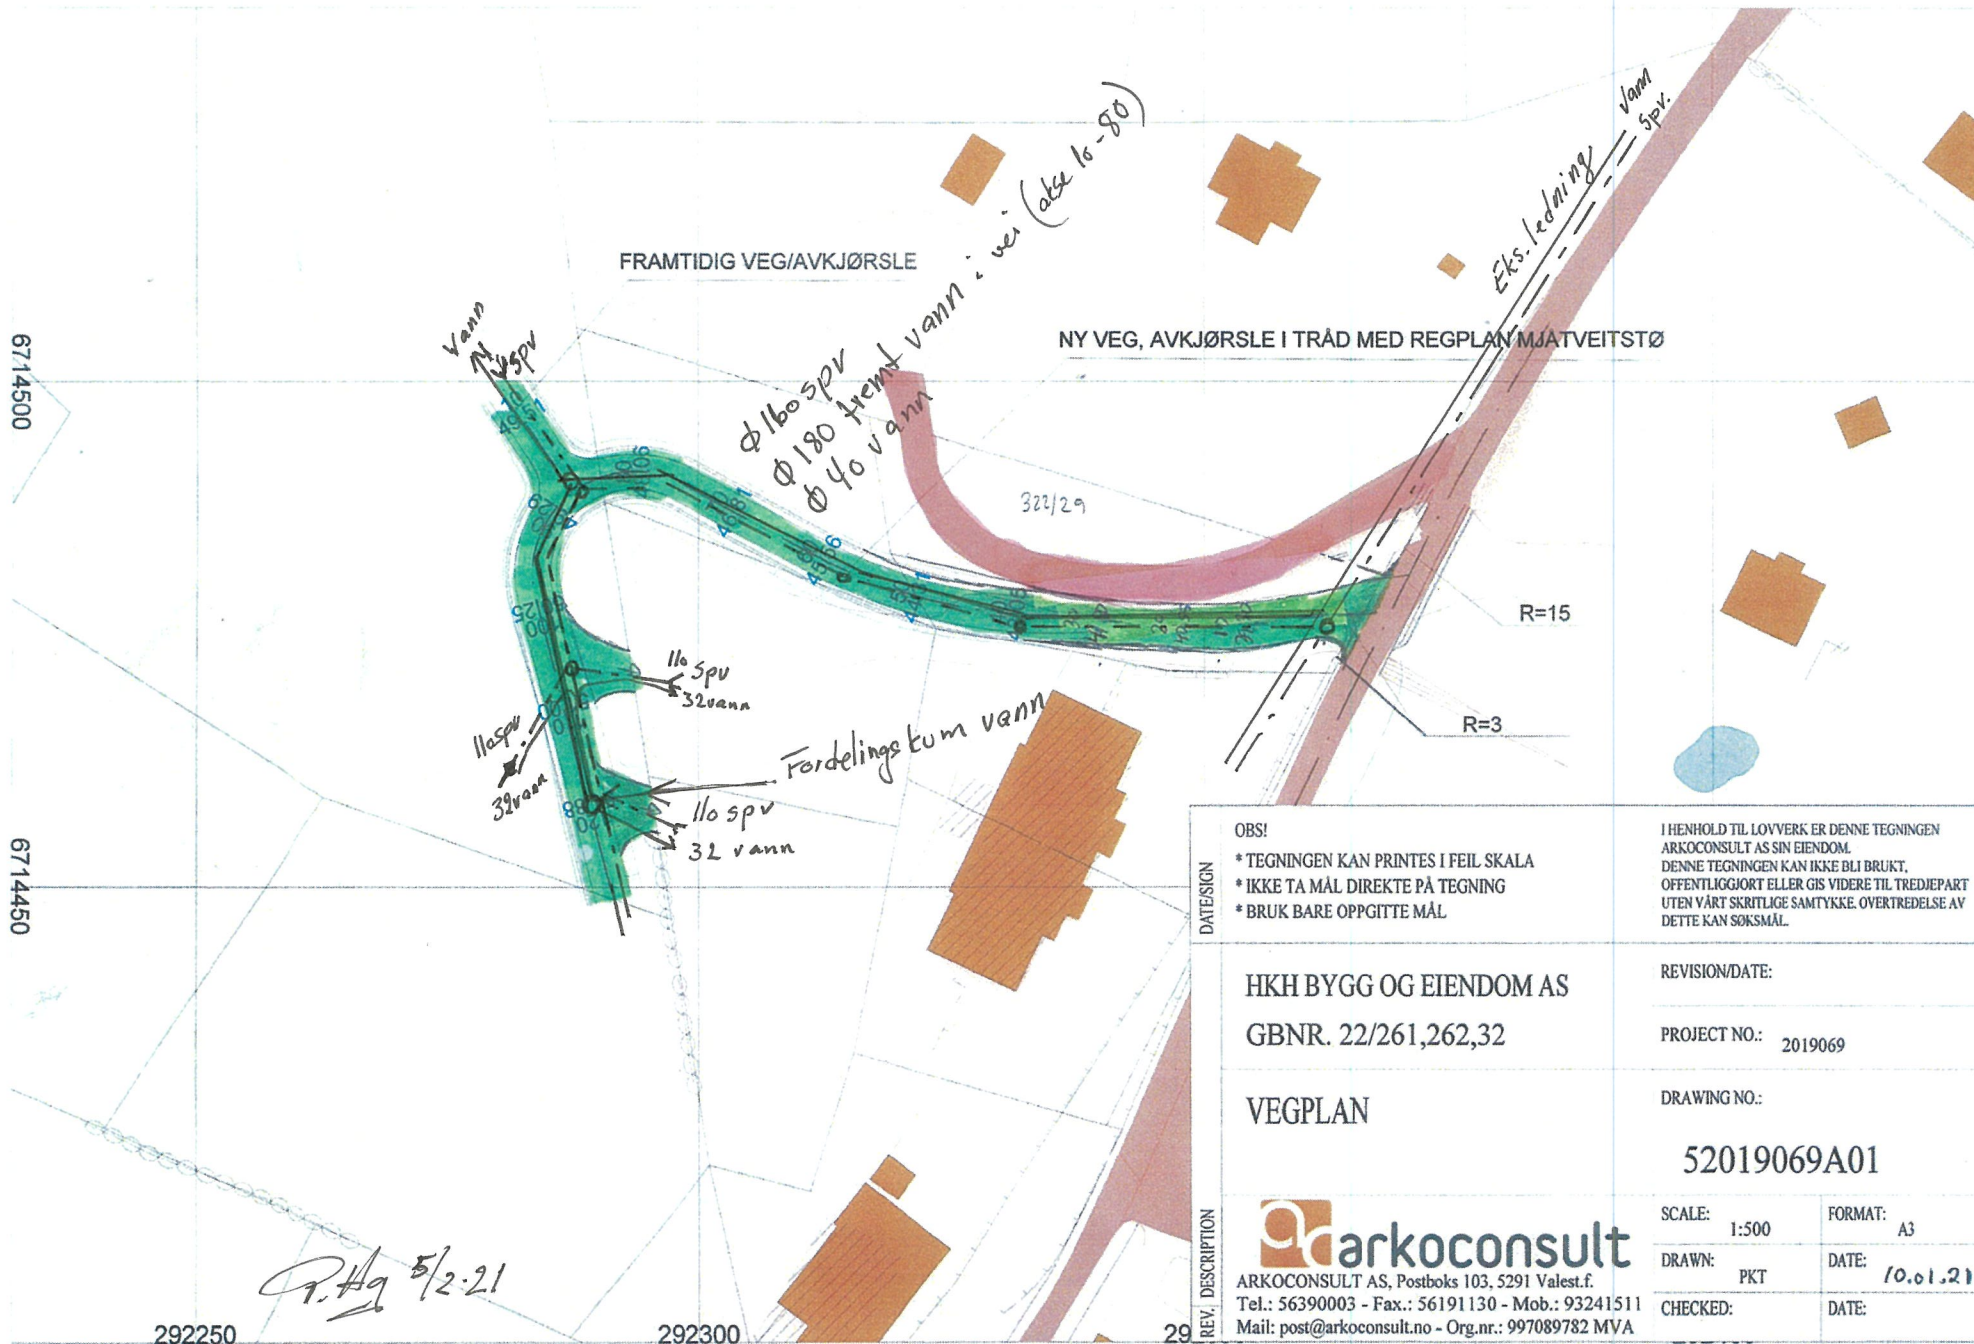 Vann
Spv.
Eks. ledning
FRAMTIDIG VEG/AVKJØRSLE
Ø 160 spv
Ø 180 fremt vann i vei (akse 10-80)
Ø 40 vann
NY VEG, AVKJØRSLE I TRÅD MED REGPLAN MJÅTVEITSTØ
Vann
spv
322/29
R=15
R=3
110 spv
32 vann
110 spv
32 vann
Fordelingskum vann
110 spv
32 vann
6714500
6714450
292250
292300
29
5/2-21
DATE/SIGN
OBS!
* TEGNINGEN KAN PRINTES I FEIL SKALA
* IKKE TA MÅL DIREKTE PÅ TEGNING
* BRUK BARE OPPGITTE MÅL
I HENHOLD TIL LOVVERK ER DENNE TEGNINGEN
ARKOCONSULT AS SIN EIENDOM.
DENNE TEGNINGEN KAN IKKE BLI BRUKT,
OFFENTLIGGJORT ELLER GIS VIDERE TIL TREDJEPART
UTEN VÅRT SKRITLIGE SAMTYKKE. OVERTREDELSE AV
DETTE KAN SØKSMÅL.
HKH BYGG OG EIENDOM AS
GBNR. 22/261,262,32
REVISION/DATE:
PROJECT NO.: 2019069
VEGPLAN
DRAWING NO.:
52019069A01
REV. DESCRIPTION
arkoconsult
ARKOCONSULT AS, Postboks 103, 5291 Valest.f.
Tel.: 56390003 - Fax.: 56191130 - Mob.: 93241511
Mail: post@arkoconsult.no - Org.nr.: 997089782 MVA
SCALE: 1:500
FORMAT: A3
DRAWN: PKT
DATE: 10.01.21
CHECKED:
DATE: